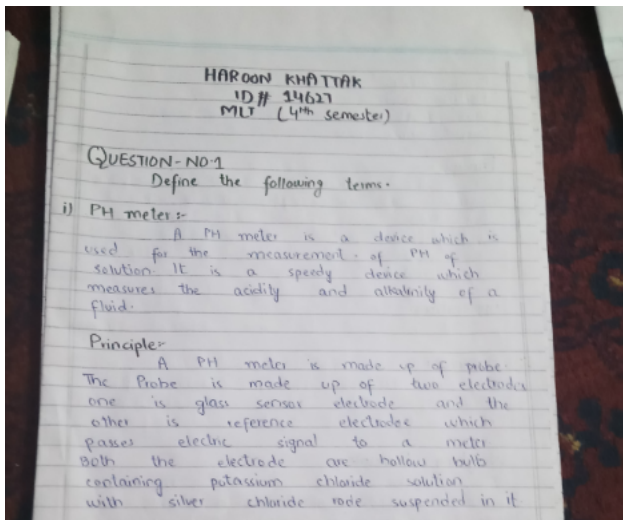 HAROON KHATTAK
ID# 14627
MLT (4th semester)
QUESTION-NO.1
Define the following terms.
i) PH meter :-
A PH meter is a device which is
used for the measurement of PH of
solution. It is a speedy device which
measures the acidity and alkalinity of a
fluid.
Principle:-
A PH meter is made up of probe.
The Probe is made up of two electrodes
one is glass sensor electrode and the
other is reference electrodee which
passes electric signal to a meter
Both the electrode are hollow bulb
containing potassium chloride solution
with silver chloride rode suspended in it